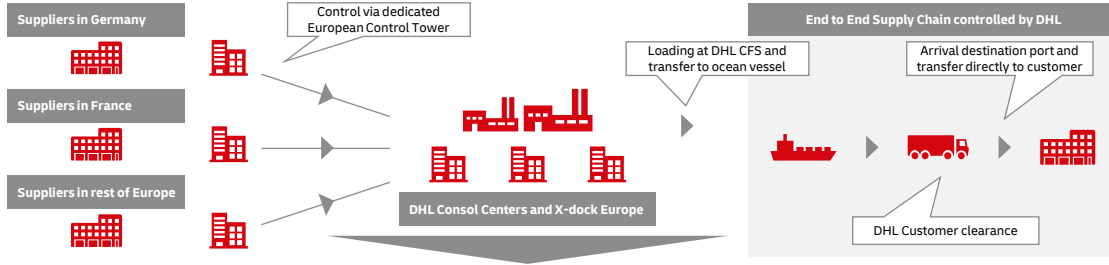 Suppliers in Germany
Control via dedicated
European Control Tower
Suppliers in France
Suppliers in rest of Europe
DHL Consol Centers and X-dock Europe
Loading at DHL CFS and
transfer to ocean vessel
End to End Supply Chain controlled by DHL
Arrival destination port and
transfer directly to customer
DHL Customer clearance